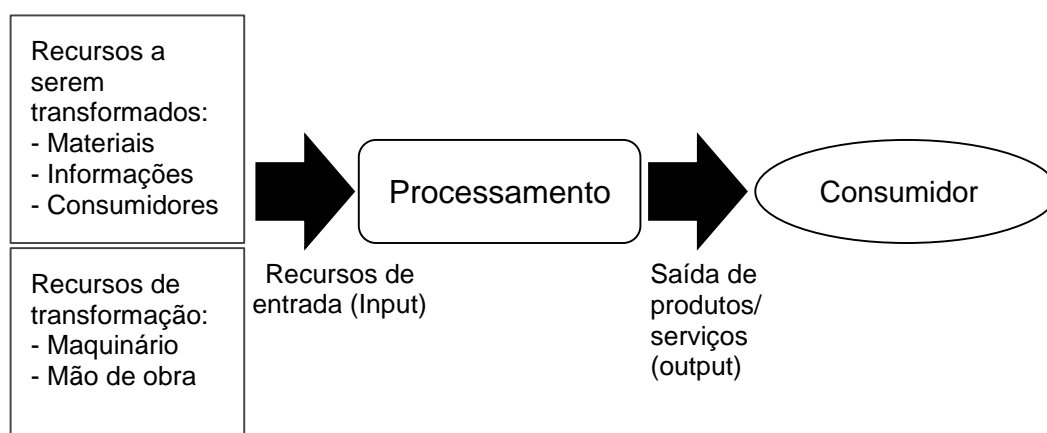 Recursos a
serem
transformados:
- Materiais
- Informações
- Consumidores
Recursos de
transformação:
- Maquinário
- Mão de obra
Recursos de
entrada (Input)
Processamento
Saída de
produtos/
serviços
(output)
Consumidor